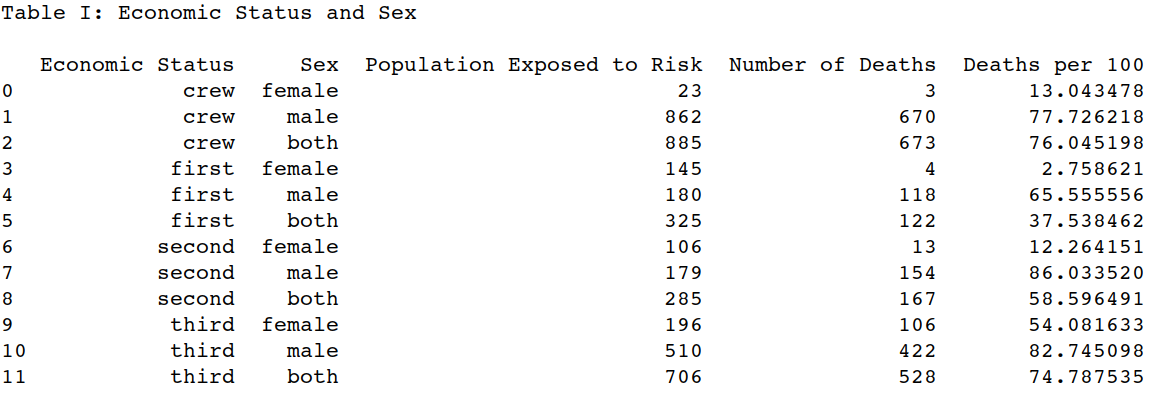 Table I: Economic Status and Sex
Economic Status Sex Population Exposed to Risk Number of Deaths Deaths per 100
0 crew female 23 3 13.043478
1 crew male 862 670 77.726218
2 crew both 885 673 76.045198
3 first female 145 4 2.758621
4 first male 180 118 65.555556
5 first both 325 122 37.538462
6 second female 106 13 12.264151
7 second male 179 154 86.033520
8 second both 285 167 58.596491
9 third female 196 106 54.081633
10 third male 510 422 82.745098
11 third both 706 528 74.787535